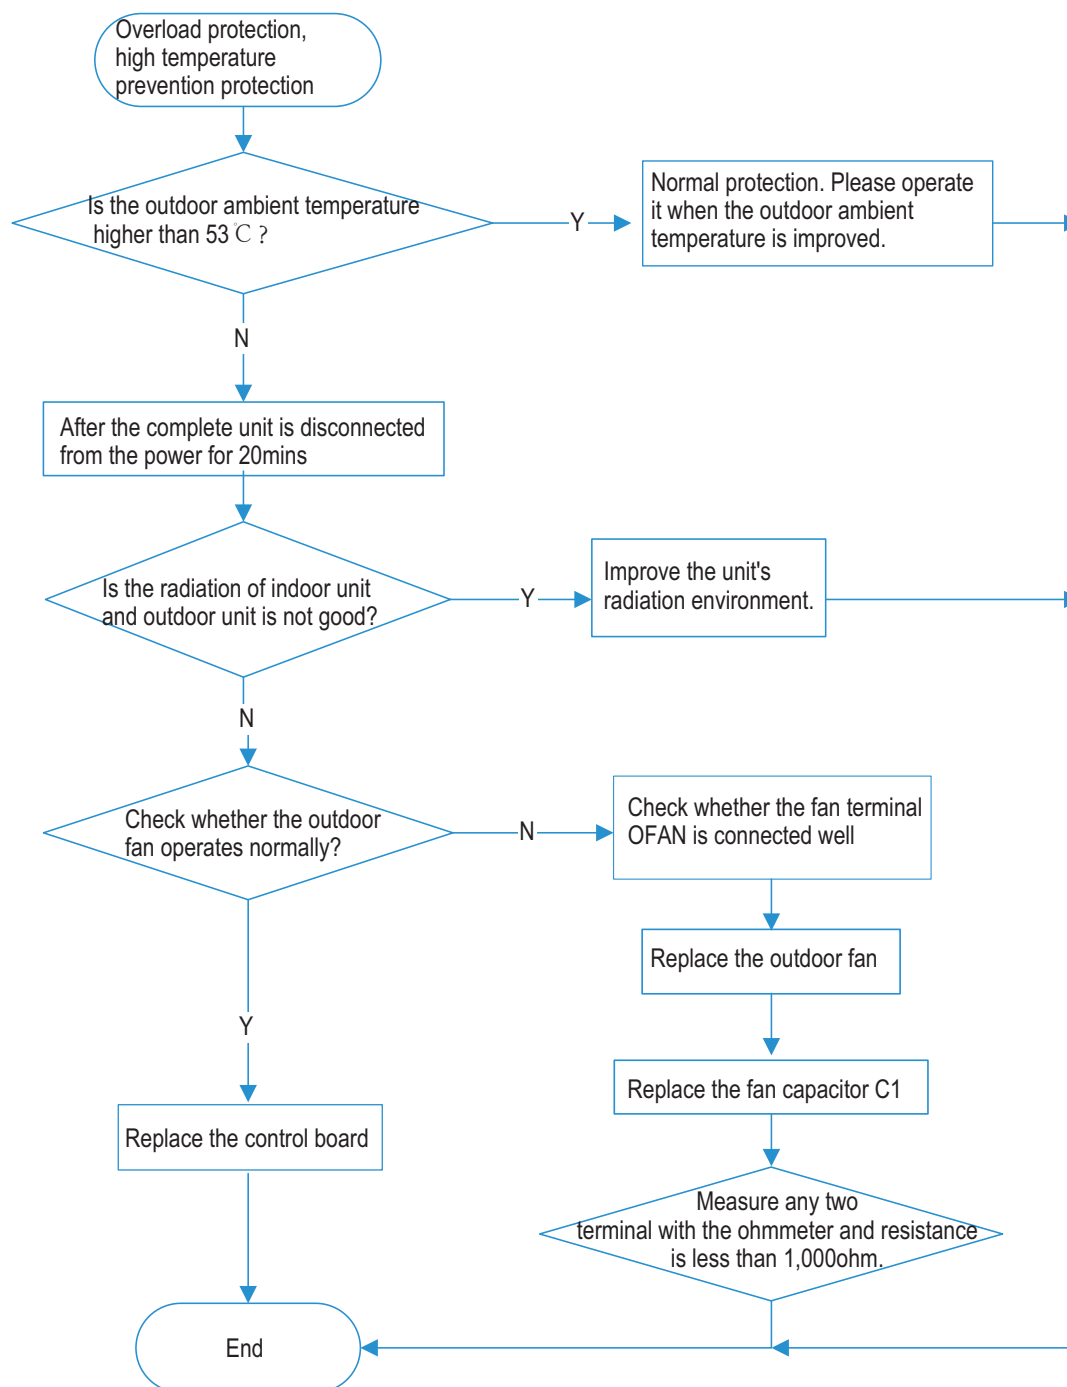 Overload protection,
high temperature
prevention protection
Is the outdoor ambient temperature
higher than 53℃ ?
Y
Normal protection. Please operate
it when the outdoor ambient
temperature is improved.
N
After the complete unit is disconnected
from the power for 20mins
Is the radiation of indoor unit
and outdoor unit is not good?
Y
Improve the unit's
radiation environment.
N
Check whether the outdoor
fan operates normally?
N
Check whether the fan terminal
OFAN is connected well
Replace the outdoor fan
Y
Replace the fan capacitor C1
Replace the control board
Measure any two
terminal with the ohmmeter and resistance
is less than 1,000ohm.
End